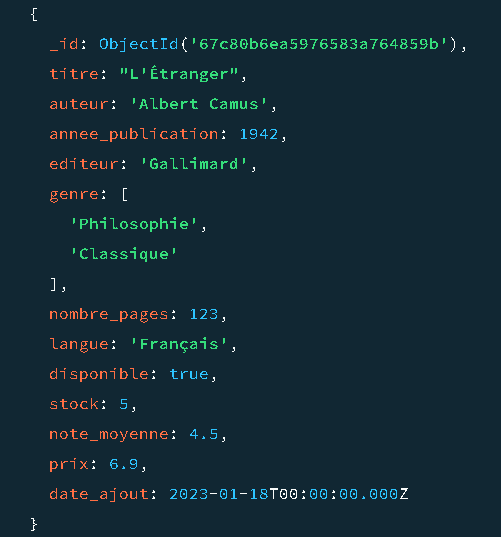 {
_id: ObjectId('67c80b6ea5976583a764859b'),
titre: "L'Étranger",
auteur: 'Albert Camus',
annee_publication: 1942,
editeur: 'Gallimard',
genre: [
'Philosophie',
'Classique'
],
nombre_pages: 123,
langue: 'Français',
disponible: true,
stock: 5,
note_moyenne: 4.5,
prix: 6.9,
date_ajout: 2023-01-18T00:00:00.000Z
}